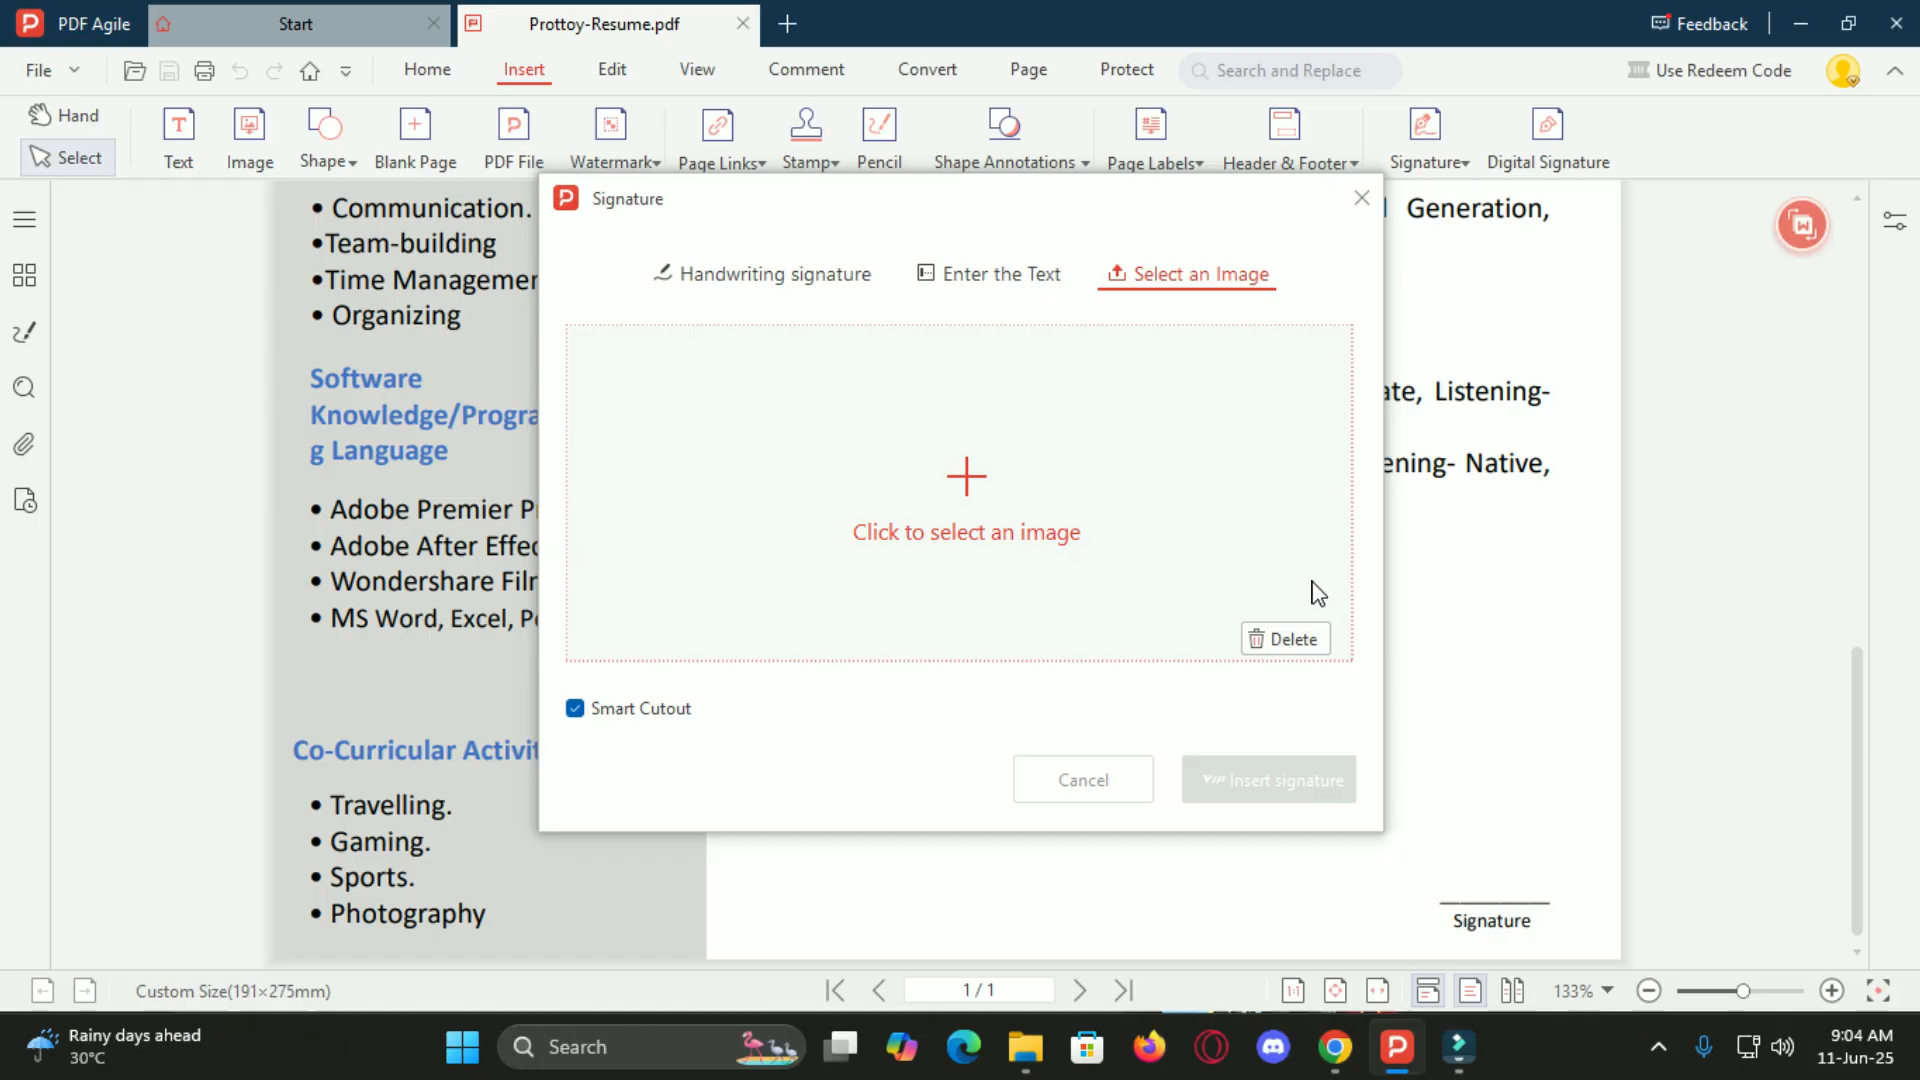 PDF Agile
Start
Prottoy-Resume.pdf
Feedback
File
Home
Insert
Edit
View
Comment
Convert
Page
Protect
Search and Replace
Use Redeem Code
Hand
Select
Text
Image
Shape
Blank Page
PDF File
Watermark
Page Links
Stamp
Pencil
Shape Annotations
Page Labels
Header & Footer
Signature
Digital Signature
• Communication.
•Team-building
•Time Managemen
• Organizing
Software
Knowledge/Progra
g Language
• Adobe Premier P
• Adobe After Effec
• Wondershare Film
• MS Word, Excel, P
Co-Curricular Activit
• Travelling.
• Gaming.
• Sports.
• Photography
Generation,
ate, Listening-
ening- Native,
Signature
Signature
Handwriting signature
Enter the Text
Select an Image
Click to select an image
Delete
Smart Cutout
Cancel
VIP Insert signature
Custom Size(191×275mm)
1 / 1
133%
Rainy days ahead
30°C
Search
9:04 AM
11-Jun-25